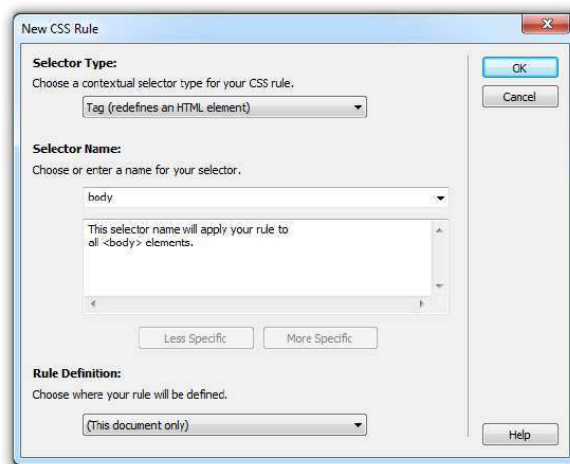 New CSS Rule
Selector Type:
Choose a contextual selector type for your CSS rule.
Tag (redefines an HTML element)
OK
Cancel
Selector Name:
Choose or enter a name for your selector.
body
This selector name will apply your rule to
all <body> elements.
Less Specific
More Specific
Rule Definition:
Choose where your rule will be defined.
(This document only)
Help